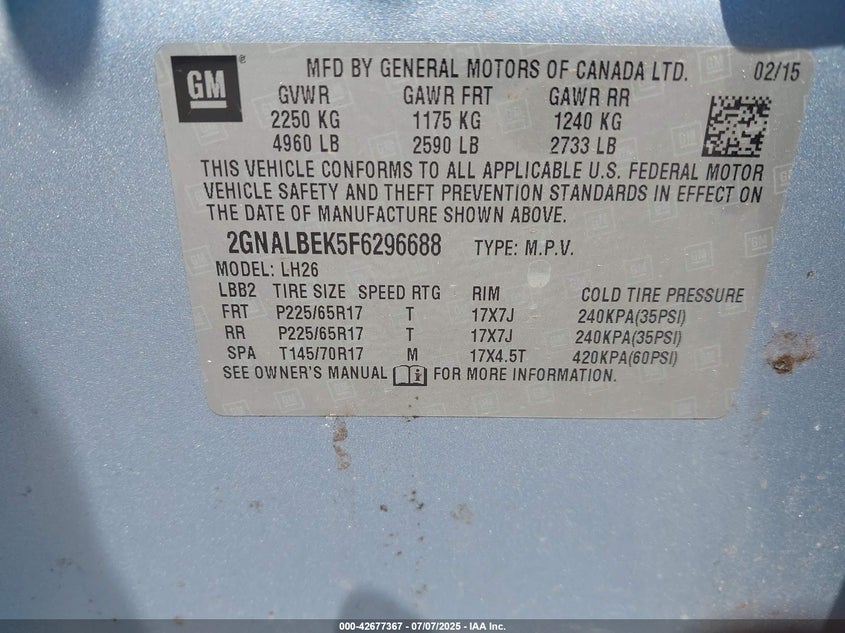 GM
MFD BY GENERAL MOTORS OF CANADA LTD. 02/15
GVWR GAWR FRT GAWR RR
2250 KG 1175 KG 1240 KG
4960 LB 2590 LB 2733 LB
THIS VEHICLE CONFORMS TO ALL APPLICABLE U.S. FEDERAL MOTOR
VEHICLE SAFETY AND THEFT PREVENTION STANDARDS IN EFFECT ON
THE DATE OF MANUFACTURE SHOWN ABOVE.
2GNALBEK5F6296688 TYPE: M.P.V.
MODEL: LH26
LBB2 TIRE SIZE SPEED RTG RIM COLD TIRE PRESSURE
FRT P225/65R17 T 17X7J 240KPA(35PSI)
RR P225/65R17 T 17X7J 240KPA(35PSI)
SPA T145/70R17 M 17X4.5T 420KPA(60PSI)
SEE OWNER'S MANUAL FOR MORE INFORMATION.
000-42677367 - 07/07/2025 - IAA Inc.